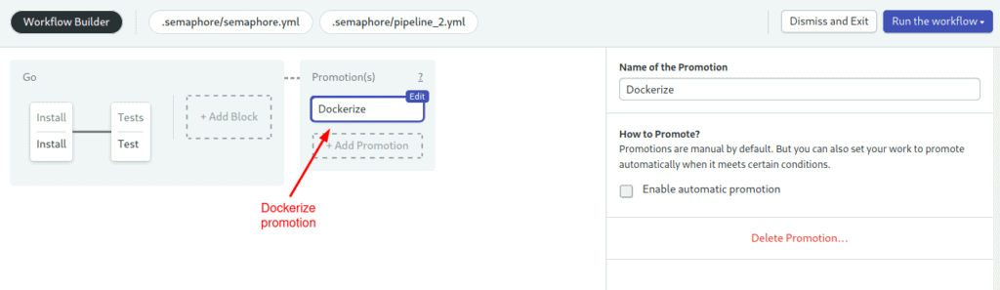 Workflow Builder
.semaphore/semaphore.yml
.semaphore/pipeline_2.yml
Dismiss and Exit
Run the workflow
Go
Install
Install
Tests
Test
+ Add Block
Promotion(s)
?
Edit
Dockerize
+ Add Promotion
Dockerize
promotion
Name of the Promotion
Dockerize
How to Promote?
Promotions are manual by default. But you can also set your work to promote
automatically when it meets certain conditions.
Enable automatic promotion
Delete Promotion...